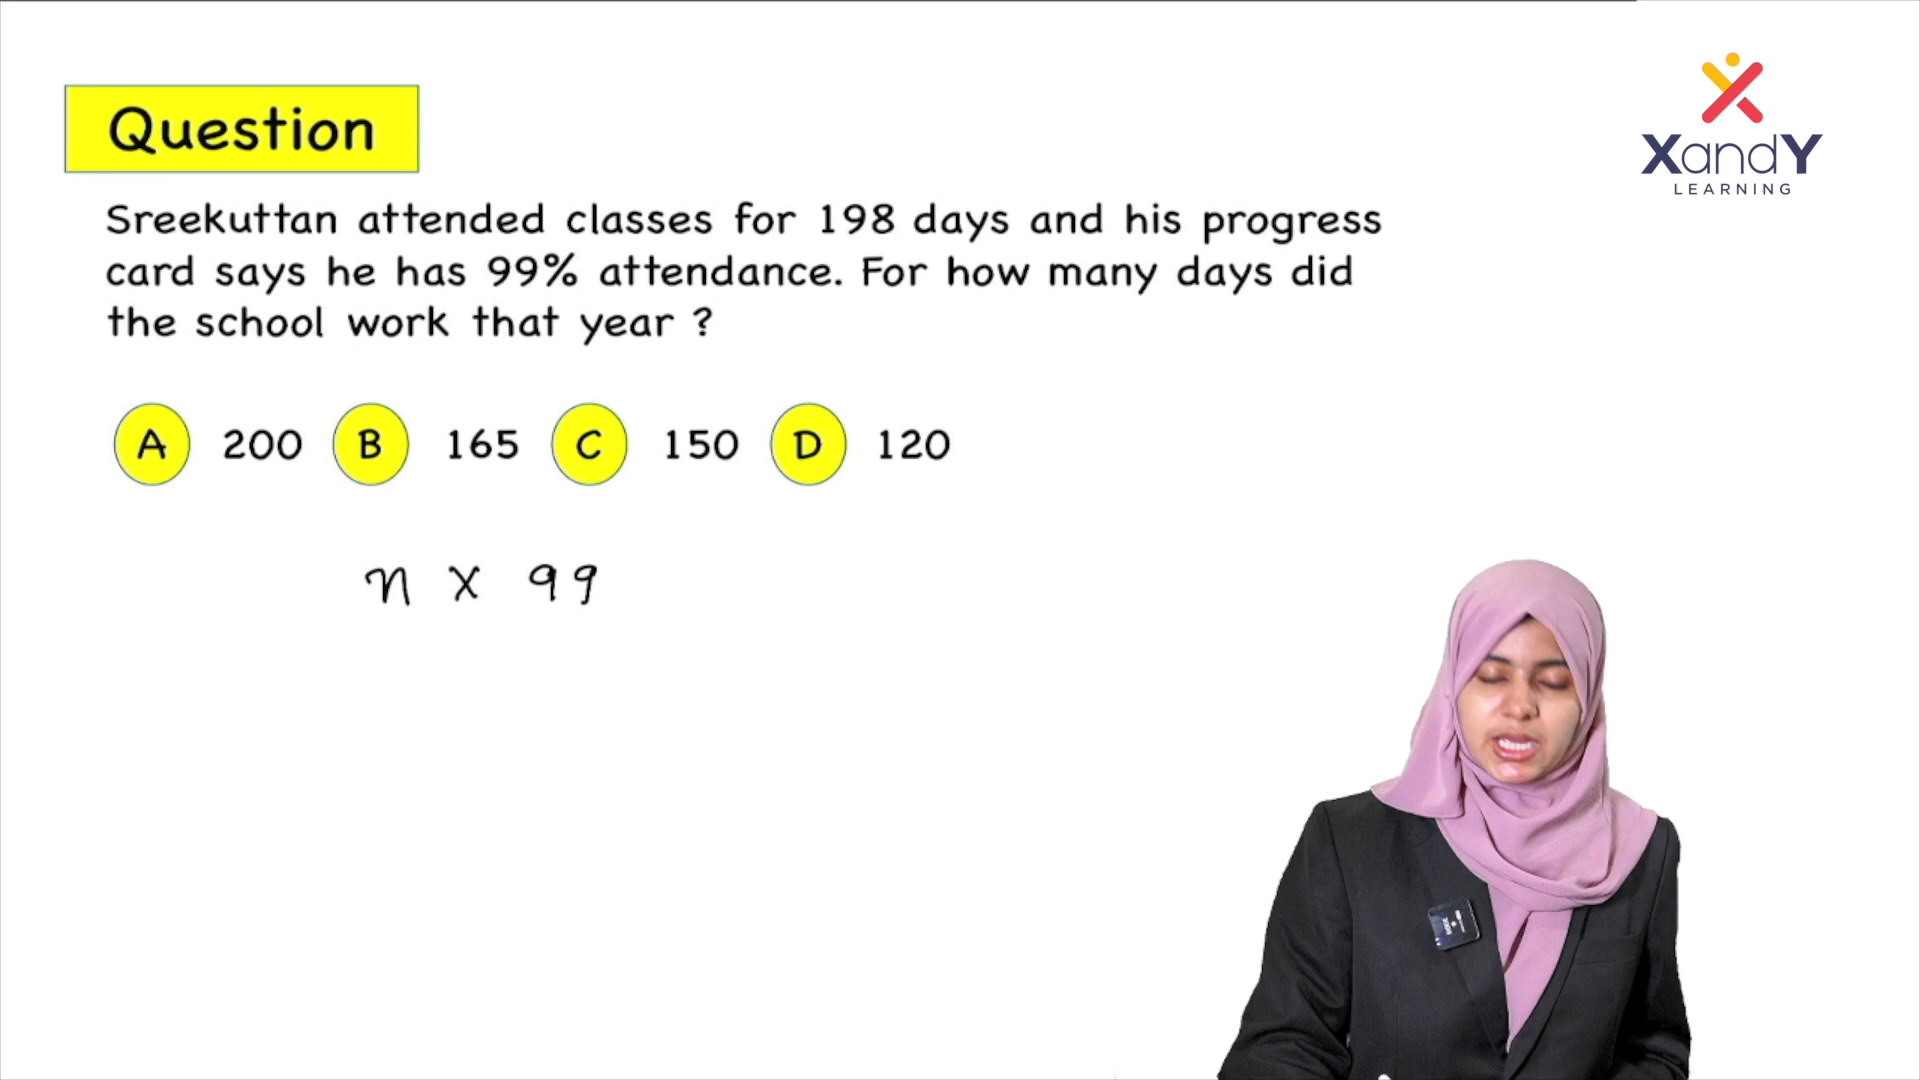 Question
XandY
LEARNING
Sreekuttan attended classes for 198 days and his progress
card says he has 99% attendance. For how many days did
the school work that year ?
A 200 B 165 C 150 D 120
n x 99